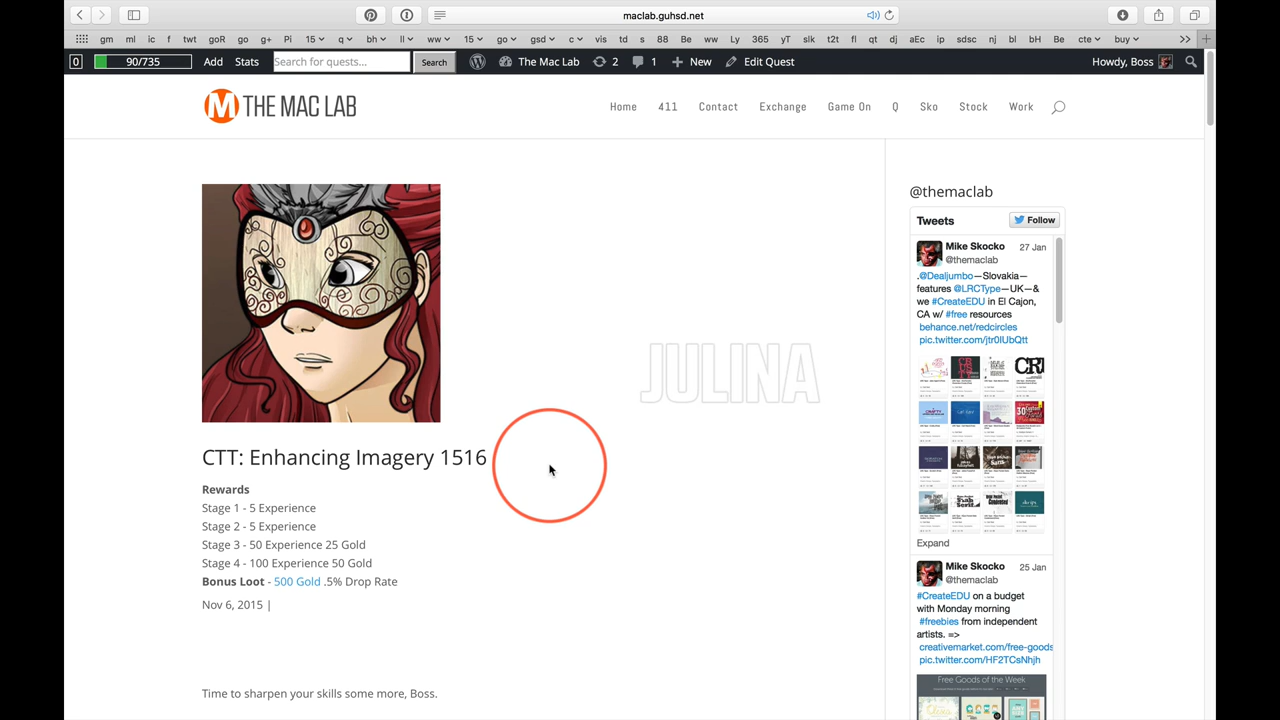 maclab.guhsd.net
gm ml ic f twt goR go g+ Pi 15 q bh ll ww 15 go gsd c vis td s 88 Be ww Ly 365 yT slk t2t fl qt dj aEc ip sdsc nj bl bH Be cte buy
0 90/735 Add Stats Search for quests... Search The Mac Lab 2 1 New Edit Quest Howdy, Boss
M THE MAC LAB
Home 411 Contact Exchange Game On Q Sko Stock Work
JULINA
CTT: Enhancing Imagery 1516
Rewards
Stage 1 - 5 Experience
Stage 2 - 5 Experience
Stage 3 - 50 Experience 25 Gold
Stage 4 - 100 Experience 50 Gold
Bonus Loot - 500 Gold .5% Drop Rate
Nov 6, 2015 |
Time to sharpen your skills some more, Boss.
@themaclab
Tweets Follow
Mike Skocko 27 Jan
@themaclab
.@Dealjumbo—Slovakia—
features @LRCType—UK—&
we #CreateEDU in El Cajon,
CA w/ #free resources
behance.net/redcircles
pic.twitter.com/jtr0IUbQtt
Expand
Mike Skocko 25 Jan
@themaclab
#CreateEDU on a budget
with Monday morning
#freebies from independent
artists. =>
creativemarket.com/free-goods
pic.twitter.com/HF2TCsNhjh
Free Goods of the Week